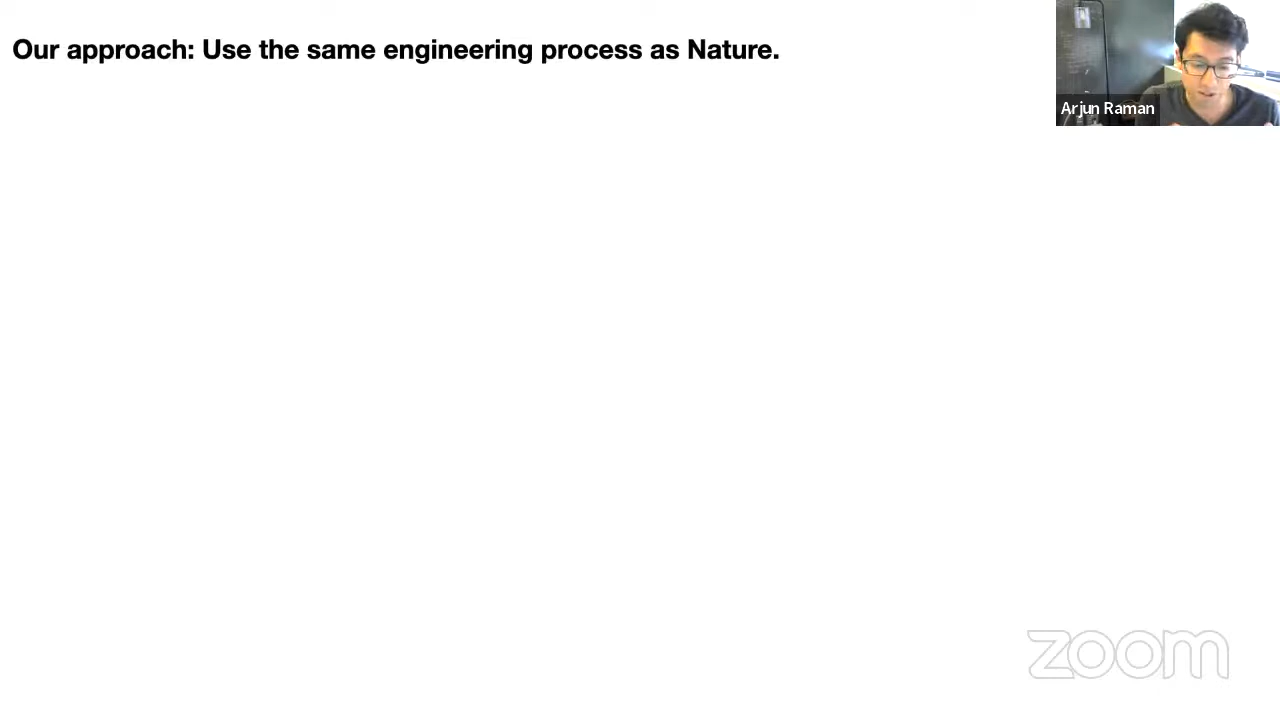 Our approach: Use the same engineering process as Nature.
Arjun Raman
zoom